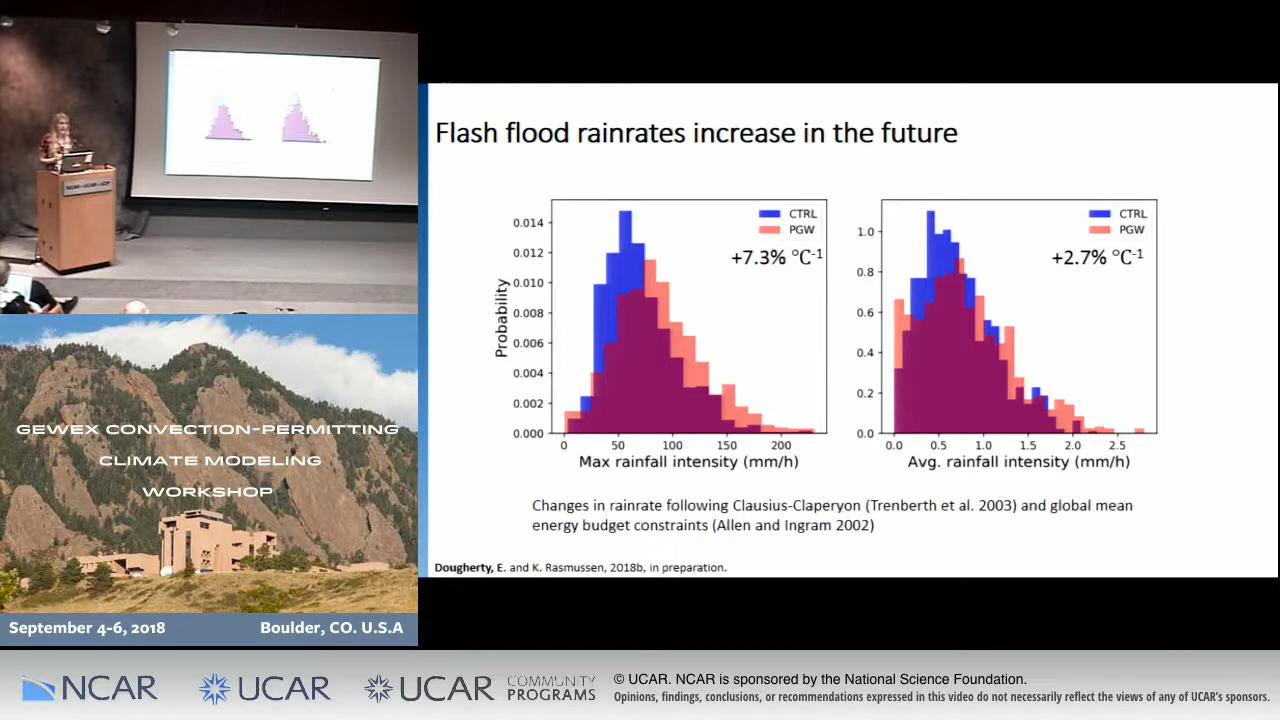 Flash flood rainrates increase in the future
CTRL
PGW
+7.3% °C-1
0.014
0.012
0.010
0.008
0.006
0.004
0.002
0.000
Probability
0
50
100
150
200
Max rainfall intensity (mm/h)
CTRL
PGW
+2.7% °C-1
1.0
0.8
0.6
0.4
0.2
0.0
0.0
0.5
1.0
1.5
2.0
2.5
Avg. rainfall intensity (mm/h)
Changes in rainrate following Clausius-Claperyon (Trenberth et al. 2003) and global mean
energy budget constraints (Allen and Ingram 2002)
Dougherty, E. and K. Rasmussen, 2018b, in preparation.
NCAR-UCAR-UCP
GEWEX CONVECTION-PERMITTING
CLIMATE MODELING
WORKSHOP
September 4-6, 2018
Boulder, CO. U.S.A
NCAR
UCAR
UCAR
COMMUNITY
PROGRAMS
© UCAR. NCAR is sponsored by the National Science Foundation.
Opinions, findings, conclusions, or recommendations expressed in this video do not necessarily reflect the views of any of UCAR's sponsors.